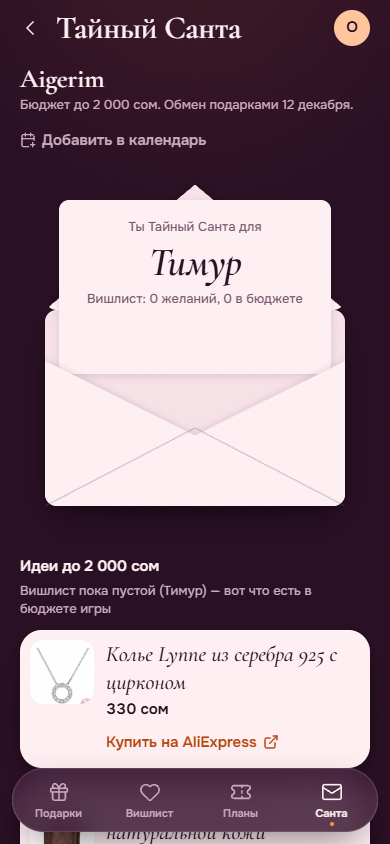 Тайный Санта
O
Aigerim
Бюджет до 2 000 сом. Обмен подарками 12 декабря.
Добавить в календарь
Ты Тайный Санта для
Тимур
Вишлист: 0 желаний, 0 в бюджете
Идеи до 2 000 сом
Вишлист пока пустой (Тимур) — вот что есть в
бюджете игры
Колье Lynne из серебра 925 с
цирконом
330 сом
Купить на AliExpress
натуральной кожи
Подарки
Вишлист
Планы
Санта